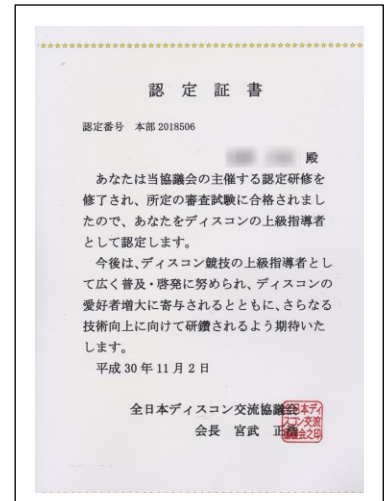 認定証書
認定番号 本部 2018506
殿
あなたは当協議会の主催する認定研修を
修了され、所定の審査試験に合格されまし
たので、あなたをディスコンの上級指導者
として認定します。
今後は、ディスコン競技の上級指導者とし
て広く普及・啓発に努められ、ディスコンの
愛好者増大に寄与されるとともに、さらなる
技術向上に向けて研鑽されるよう期待いた
します。
平成 30 年 11 月 2 日
全日本ディスコン交流協議会
会長 宮武 正